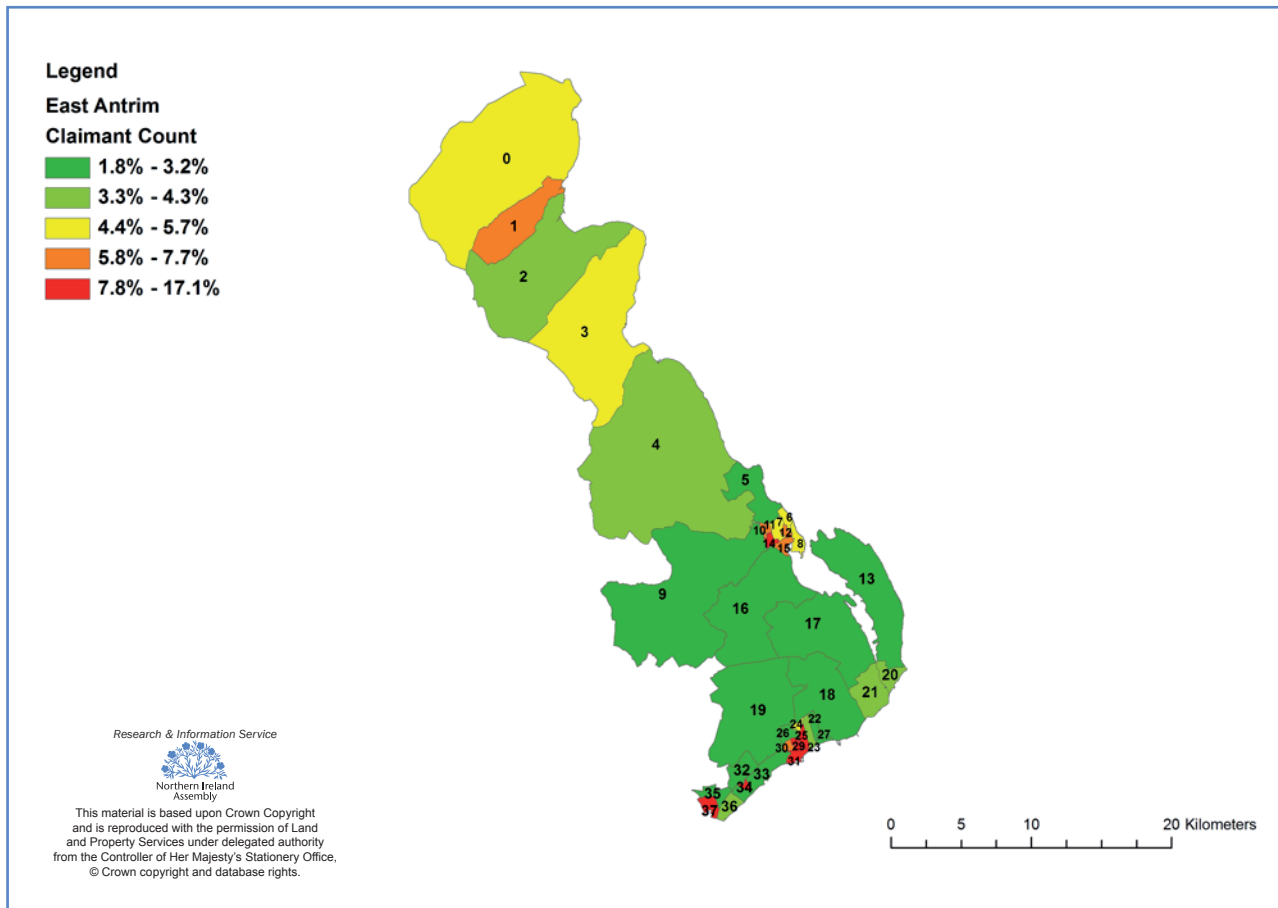 Legend
East Antrim
Claimant Count
1.8% - 3.2%
3.3% - 4.3%
4.4% - 5.7%
5.8% - 7.7%
7.8% - 17.1%
0
1
2
3
4
5
6
7
11
10
12
8
14
15
13
9
16
17
20
21
18
19
22
24
26
25
27
30
29
23
31
32
33
34
35
36
37
Research & Information Service
Northern Ireland
Assembly
This material is based upon Crown Copyright
and is reproduced with the permission of Land
and Property Services under delegated authority
from the Controller of Her Majesty's Stationery Office,
© Crown copyright and database rights.
0 5 10 20 Kilometers